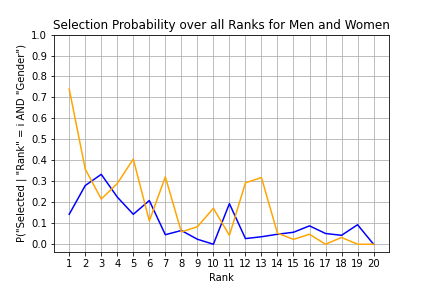 Selection Probability over all Ranks for Men and Women
P("Selected | "Rank" = i AND "Gender")
1.0
0.9
0.8
0.7
0.6
0.5
0.4
0.3
0.2
0.1
0.0
1 2 3 4 5 6 7 8 9 10 11 12 13 14 15 16 17 18 19 20
Rank